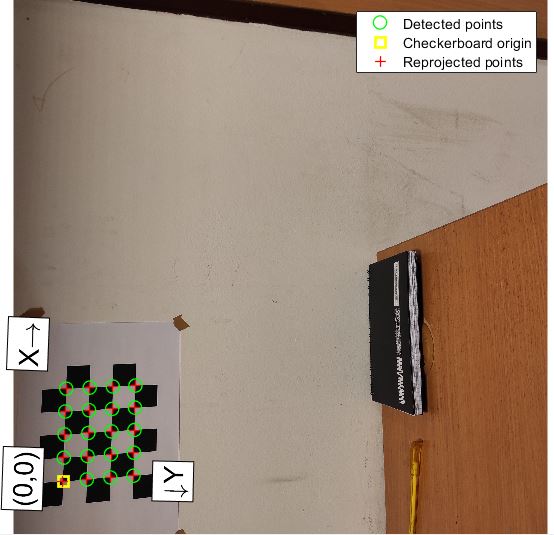 Detected points
Checkerboard origin
Reprojected points
X→
(0,0)
↓Y